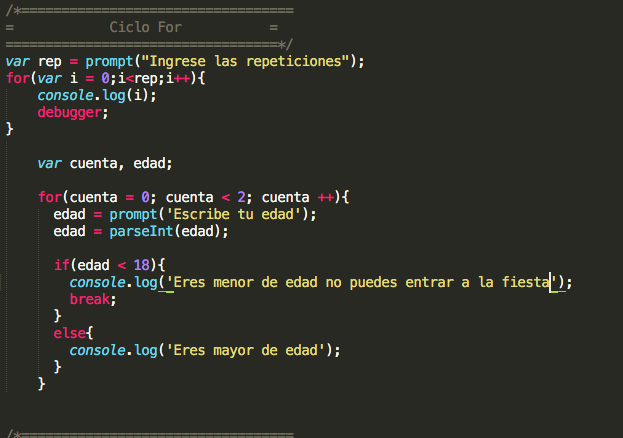 /*==================================
=            Ciclo For           =
==================================*/
var rep = prompt("Ingrese las repeticiones");
for(var i = 0;i<rep;i++){
    console.log(i);
    debugger;
}
    var cuenta, edad;
    for(cuenta = 0; cuenta < 2; cuenta ++){
      edad = prompt('Escribe tu edad');
      edad = parseInt(edad);
      if(edad < 18){
        console.log('Eres menor de edad no puedes entrar a la fiesta');
        break;
      }
      else{
        console.log('Eres mayor de edad');
      }
    }
/*==================================